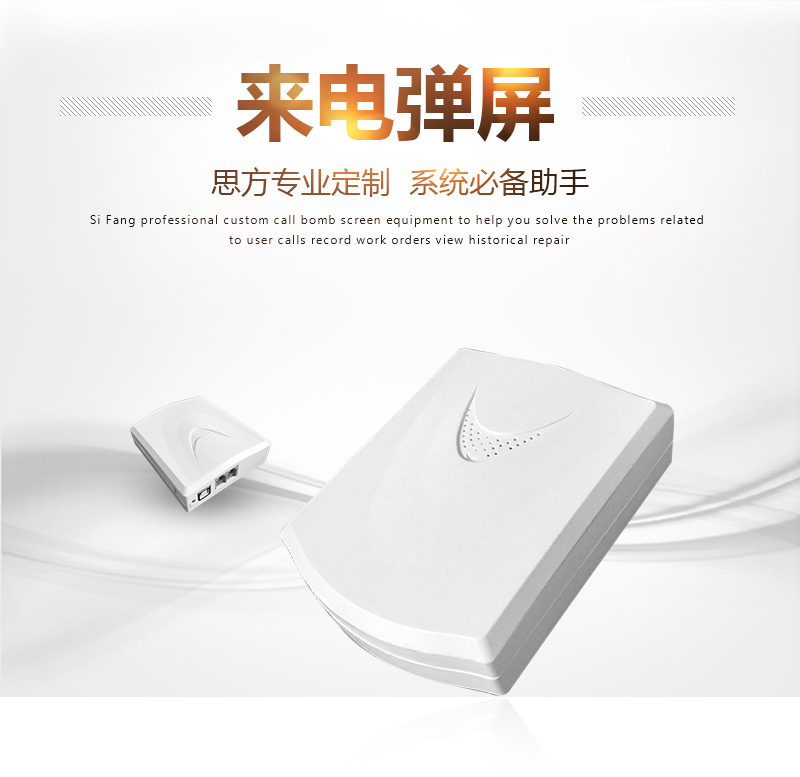 来电弹屏
思方专业定制 系统必备助手
Si Fang professional custom call bomb screen equipment to help you solve the problems related
to user calls record work orders view historical repair